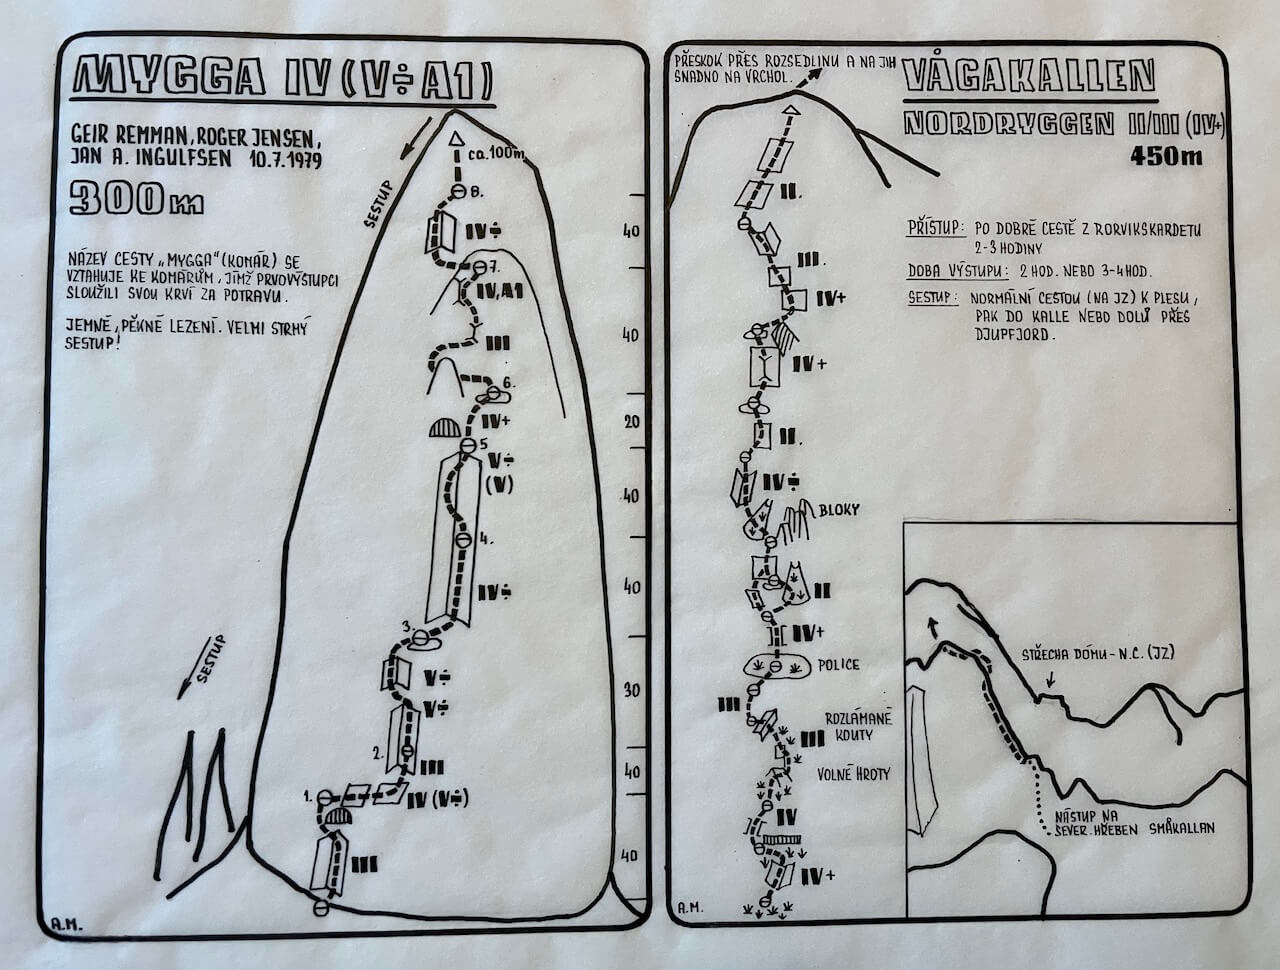 MYGGA IV (V÷A1)
GEIR REMMAN, ROGER JENSEN,
JAN A. INGULFSEN 10.7.1979
300m
NÁZEV CESTY „MYGGA“ (KOMÁR) SE
VZTAHUJE KE KOMÁRŮM, JÍMŽ PRVOVÝSTUPCI
SLOUŽILI SVOU KRVÍ ZA POTRAVU.
JEMNÉ, PĚKNÉ LEZENÍ. VELMI STRMÝ
SESTUP!
SESTUP
ca.100m
8.
IV÷
7.
IV, A1
III
6.
IV+
5
V÷
(V)
4.
IV÷
3.
V÷
V÷
2.
III
1.
IV (V÷)
III
40
40
20
40
40
30
40
40
SESTUP
A.M.
PŘESKOK PŘES ROZSEDLINU A NA JIH
SNADNO NA VRCHOL.
VÅGAKALLEN
NORDRYGGEN II/III (IV+)
450m
PŘÍSTUP: PO DOBRÉ CESTĚ Z RORVIKSKARDETU
2-3 HODINY
DOBA VÝSTUPU: 2 HOD. NEBO 3-4 HOD.
SESTUP: NORMÁLNÍ CESTOU (NA JZ) K PLESU,
PAK DO KALLE NEBO DOLŮ PŘES
DJUPFJORD.
II.
III.
IV+
IV+
II.
IV÷
BLOKY
II
IV+
POLICE
III
ROZLÁMANÉ
KOUTY
III
VOLNÉ HROTY
IV
IV+
A.M.
STŘECHA DÓMU - N.C. (JZ)
NÁSTUP NA
SEVER. HŘEBEN SMÅKALLAN